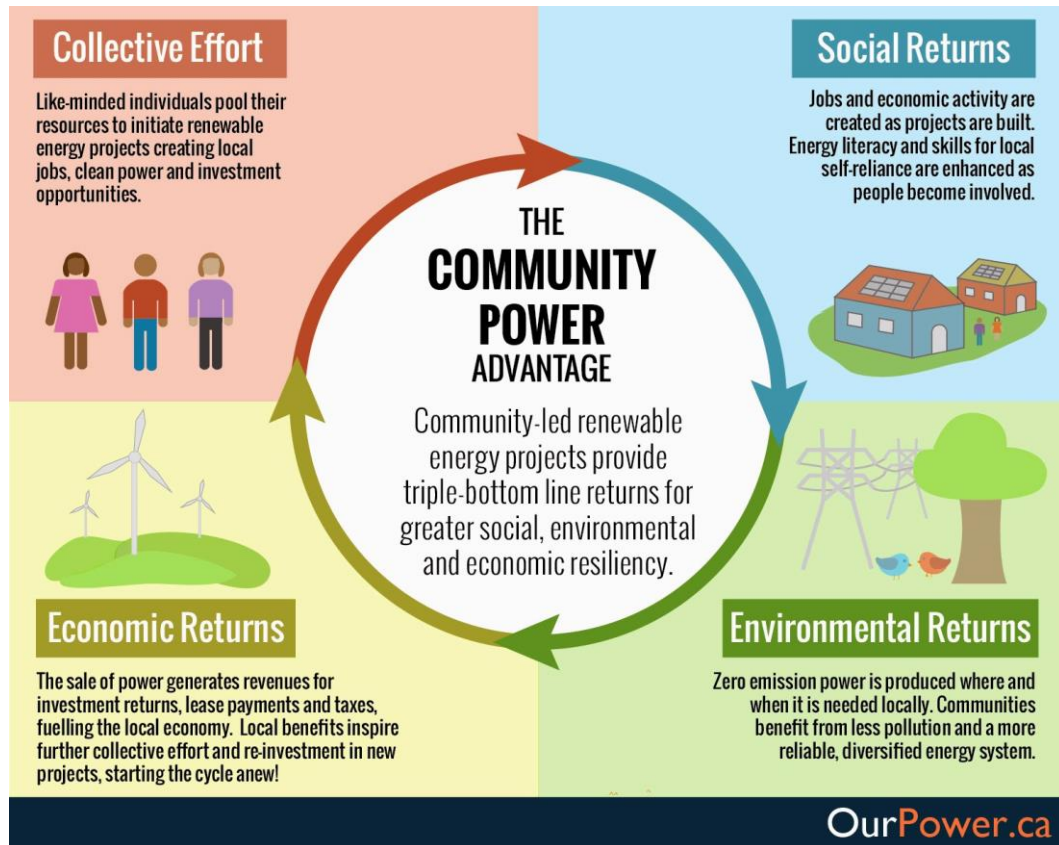 Collective Effort
Like-minded individuals pool their
resources to initiate renewable
energy projects creating local
jobs, clean power and investment
opportunities.
Social Returns
Jobs and economic activity are
created as projects are built.
Energy literacy and skills for local
self-reliance are enhanced as
people become involved.
THE
COMMUNITY
POWER
ADVANTAGE
Community-led renewable
energy projects provide
triple-bottom line returns for
greater social, environmental
and economic resiliency.
Economic Returns
The sale of power generates revenues for
investment returns, lease payments and taxes,
fuelling the local economy. Local benefits inspire
further collective effort and re-investment in new
projects, starting the cycle anew!
Environmental Returns
Zero emission power is produced where and
when it is needed locally. Communities
benefit from less pollution and a more
reliable, diversified energy system.
OurPower.ca